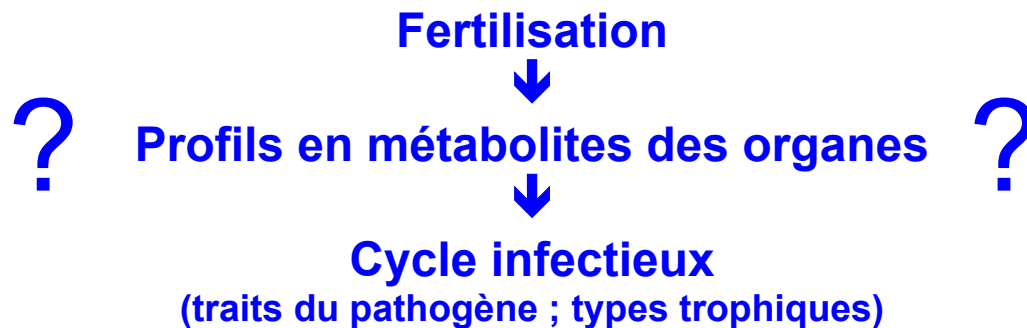 Fertilisation
? Profils en métabolites des organes ?
Cycle infectieux
(traits du pathogène ; types trophiques)